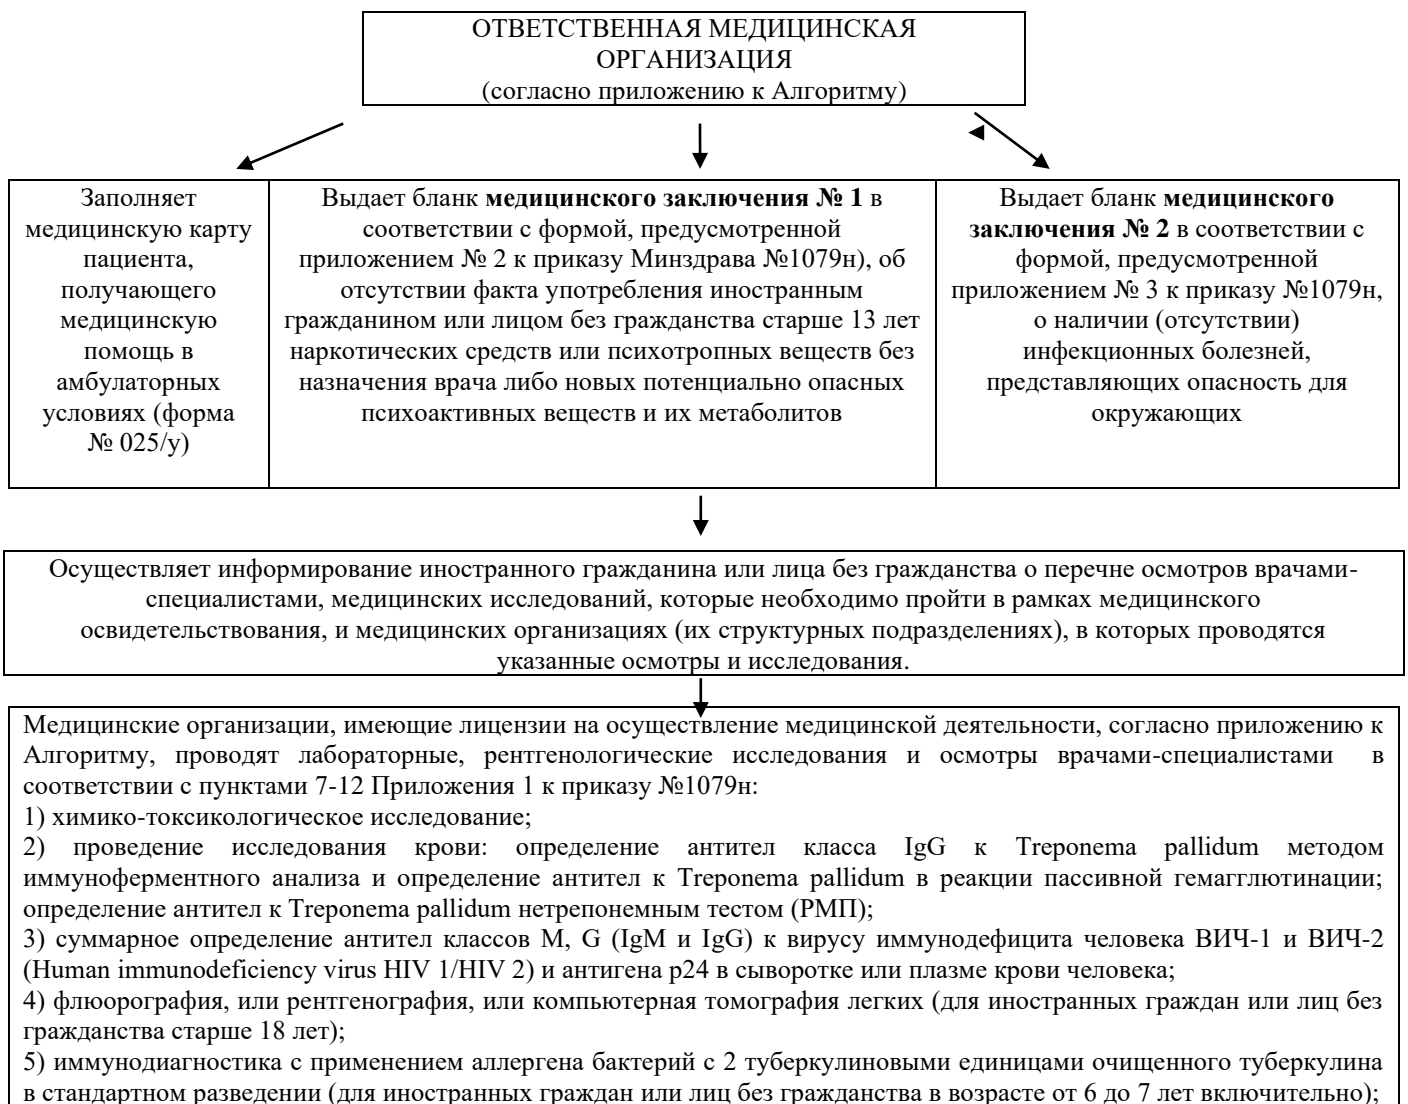 ОТВЕТСТВЕННАЯ МЕДИЦИНСКАЯ
ОРГАНИЗАЦИЯ
(согласно приложению к Алгоритму)
Заполняет
медицинскую карту
пациента,
получающего
медицинскую
помощь в
амбулаторных
условиях (форма
№ 025/у)
Выдает бланк медицинского заключения № 1 в
соответствии с формой, предусмотренной
приложением № 2 к приказу Минздрава №1079н), об
отсутствии факта употребления иностранным
гражданином или лицом без гражданства старше 13 лет
наркотических средств или психотропных веществ без
назначения врача либо новых потенциально опасных
психоактивных веществ и их метаболитов
Выдает бланк медицинского
заключения № 2 в соответствии с
формой, предусмотренной
приложением № 3 к приказу №1079н,
о наличии (отсутствии)
инфекционных болезней,
представляющих опасность для
окружающих
Осуществляет информирование иностранного гражданина или лица без гражданства о перечне осмотров врачами-
специалистами, медицинских исследований, которые необходимо пройти в рамках медицинского
освидетельствования, и медицинских организациях (их структурных подразделениях), в которых проводятся
указанные осмотры и исследования.
Медицинские организации, имеющие лицензии на осуществление медицинской деятельности, согласно приложению к
Алгоритму, проводят лабораторные, рентгенологические исследования и осмотры врачами-специалистами в
соответствии с пунктами 7-12 Приложения 1 к приказу №1079н:
1) химико-токсикологическое исследование;
2) проведение исследования крови: определение антител класса IgG к Treponema pallidum методом
иммуноферментного анализа и определение антител к Treponema pallidum в реакции пассивной гемагглютинации;
определение антител к Treponema pallidum нетрепонемным тестом (РМП);
3) суммарное определение антител классов M, G (IgM и IgG) к вирусу иммунодефицита человека ВИЧ-1 и ВИЧ-2
(Human immunodeficiency virus HIV 1/HIV 2) и антигена p24 в сыворотке или плазме крови человека;
4) флюорография, или рентгенография, или компьютерная томография легких (для иностранных граждан или лиц без
гражданства старше 18 лет);
5) иммунодиагностика с применением аллергена бактерий с 2 туберкулиновыми единицами очищенного туберкулина
в стандартном разведении (для иностранных граждан или лиц без гражданства в возрасте от 6 до 7 лет включительно);